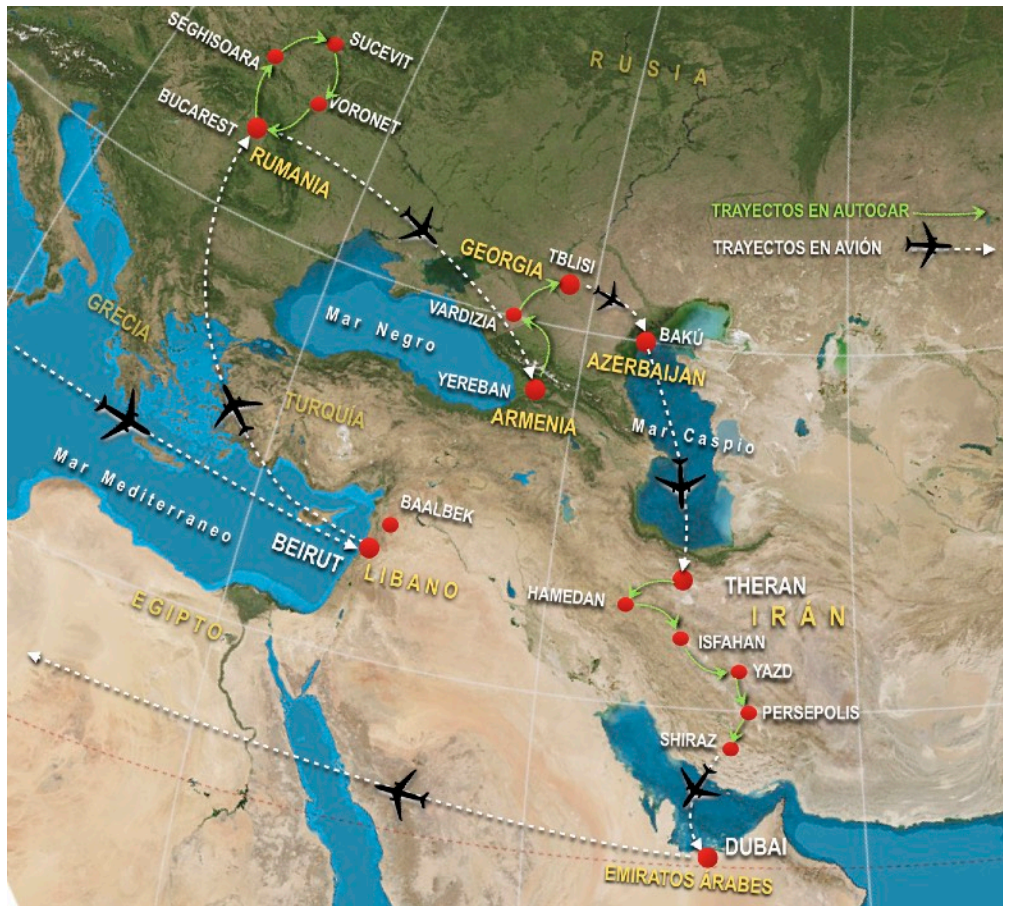 SEGHISOARA
SUCEVIT
VORONET
BUCAREST
RUMANIA
RUSIA
TRAYECTOS EN AUTOCAR
TRAYECTOS EN AVIÓN
GEORGIA
TBLISI
VARDIZIA
BAKÚ
AZERBAIJAN
GRECIA
Mar Negro
YEREBAN
ARMENIA
TURQUÍA
Mar Caspio
Mar Mediterraneo
BAALBEK
BEIRUT
LIBANO
EGIPTO
THERAN
IRÁN
HAMEDAN
ISFAHAN
YAZD
PERSEPOLIS
SHIRAZ
DUBAI
EMIRATOS ÁRABES